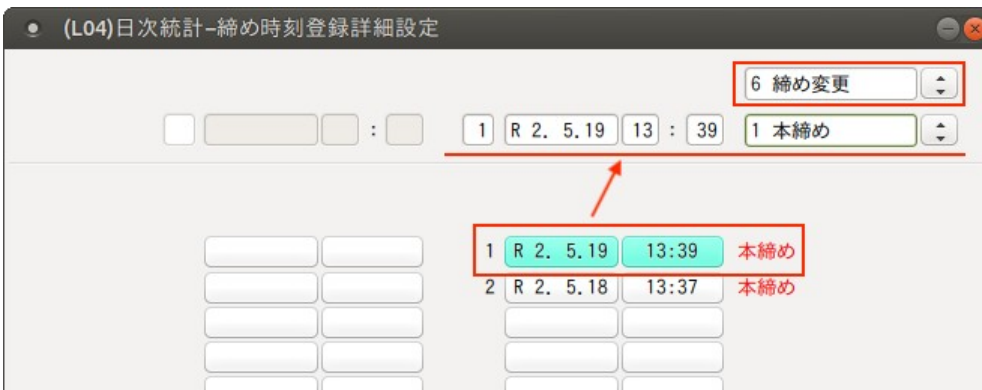 (L04)日次統計–締め時刻登録詳細設定
6 締め変更
: 1 R 2. 5.19 13 : 39 1 本締め
1 R 2. 5.19 13:39 本締め
2 R 2. 5.18 13:37 本締め